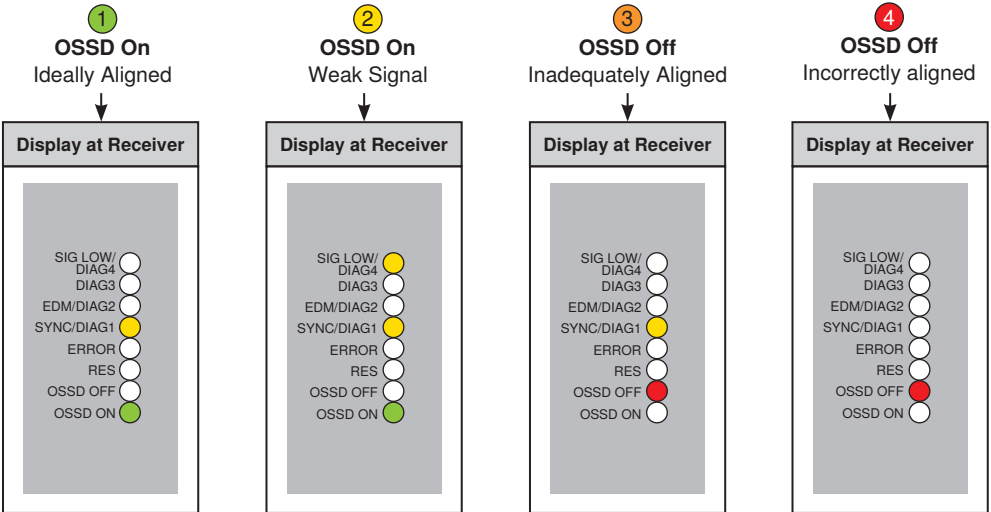 1
OSSD On
Ideally Aligned
Display at Receiver
SIG LOW/
DIAG4
DIAG3
EDM/DIAG2
SYNC/DIAG1
ERROR
RES
OSSD OFF
OSSD ON
2
OSSD On
Weak Signal
Display at Receiver
SIG LOW/
DIAG4
DIAG3
EDM/DIAG2
SYNC/DIAG1
ERROR
RES
OSSD OFF
OSSD ON
3
OSSD Off
Inadequately Aligned
Display at Receiver
SIG LOW/
DIAG4
DIAG3
EDM/DIAG2
SYNC/DIAG1
ERROR
RES
OSSD OFF
OSSD ON
4
OSSD Off
Incorrectly aligned
Display at Receiver
SIG LOW/
DIAG4
DIAG3
EDM/DIAG2
SYNC/DIAG1
ERROR
RES
OSSD OFF
OSSD ON